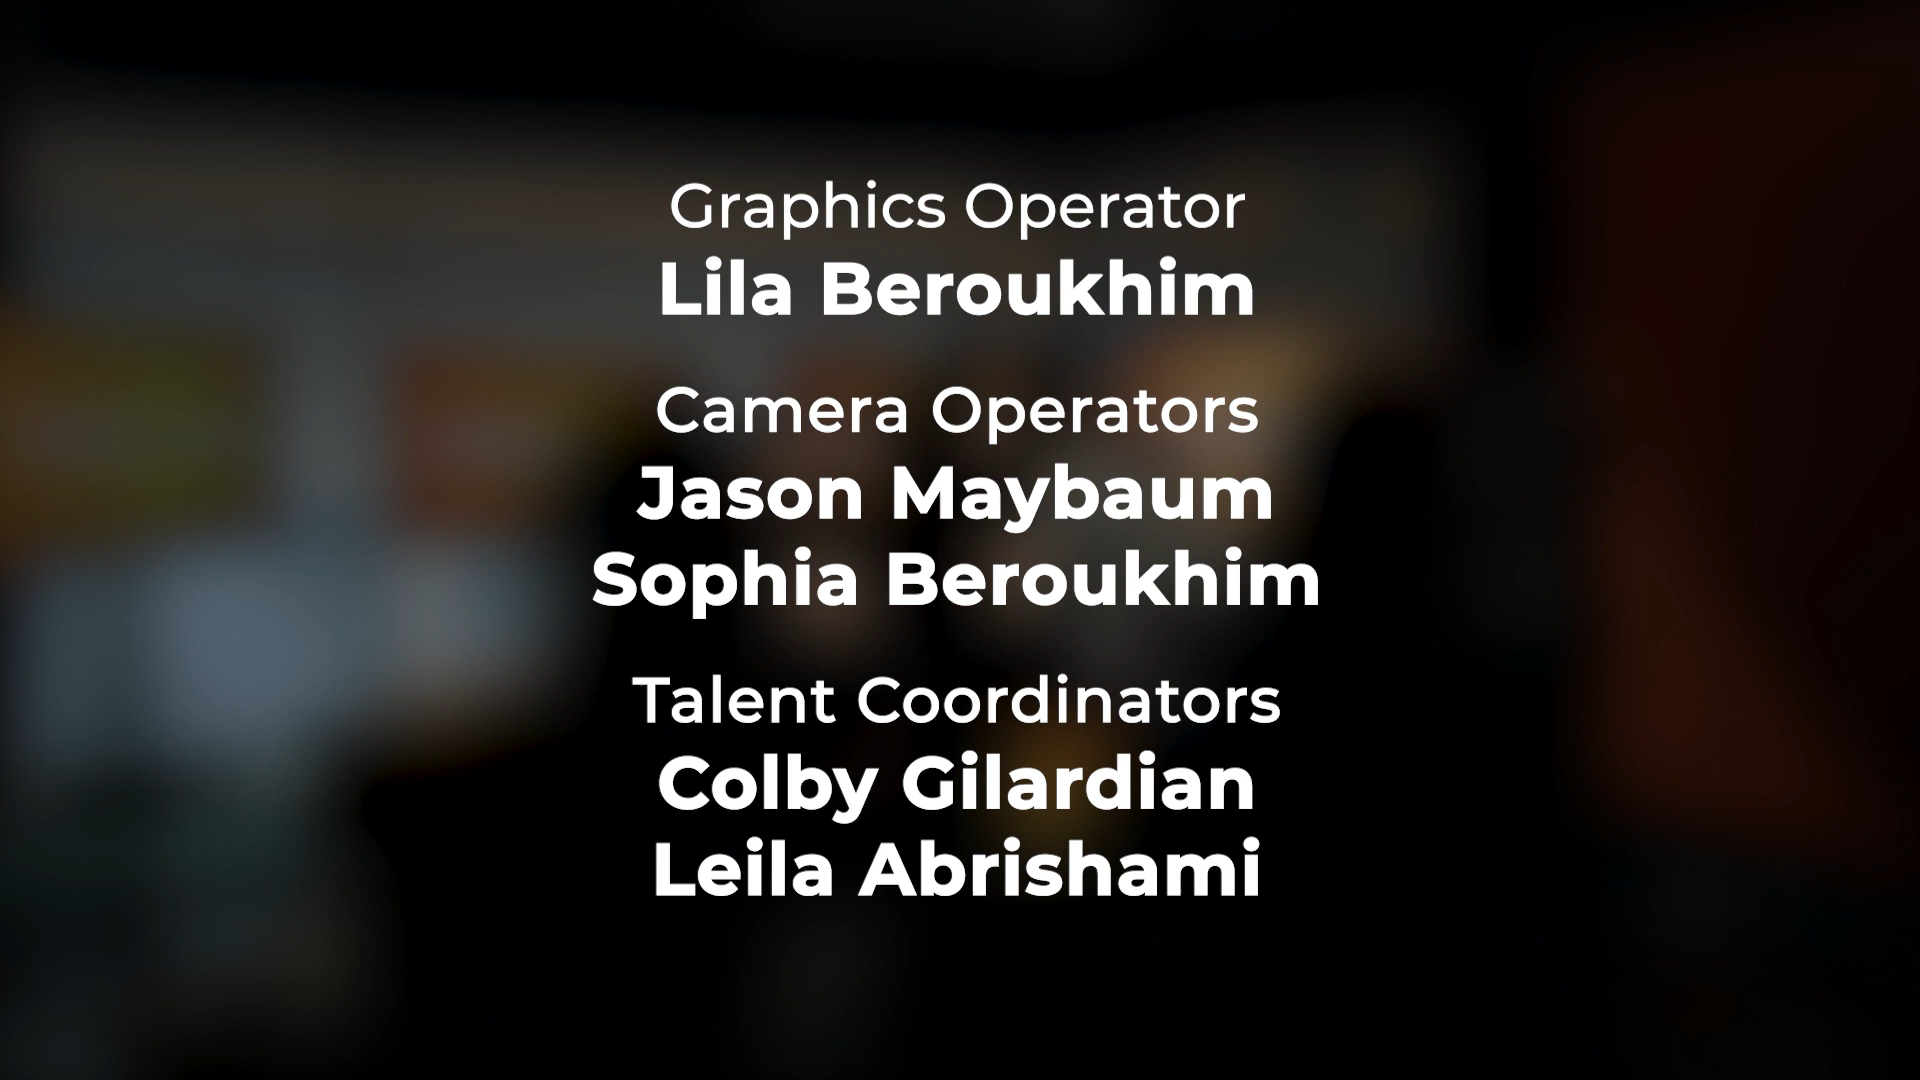 Graphics Operator
Lila Beroukhim
Camera Operators
Jason Maybaum
Sophia Beroukhim
Talent Coordinators
Colby Gilardian
Leila Abrishami